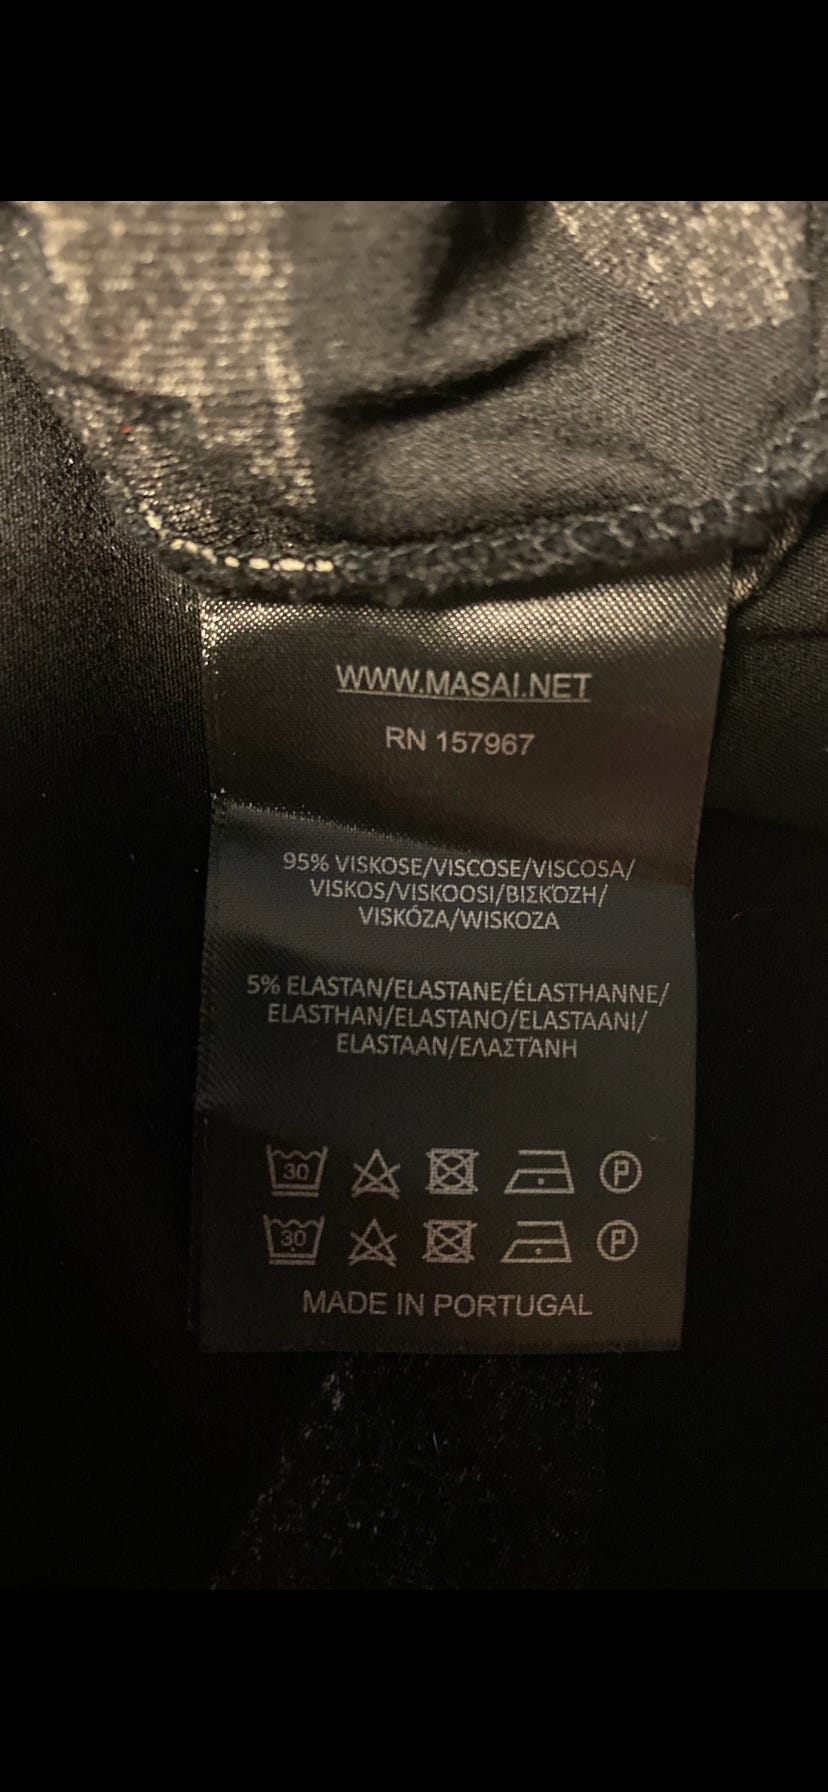 WWW.MASAI.NET
RN 157967
95% VISKOSE/VISCOSE/VISCOSA/
VISKOS/VISKOOSI/ΒΙΣΚΌΖΗ/
VISKÓZA/WISKOZA
5% ELASTAN/ELASTANE/ÉLASTHANNE/
ELASTHAN/ELASTANO/ELASTAANI/
ELASTAAN/ΕΛΑΣΤΆΝΗ
30 P
30 P
MADE IN PORTUGAL